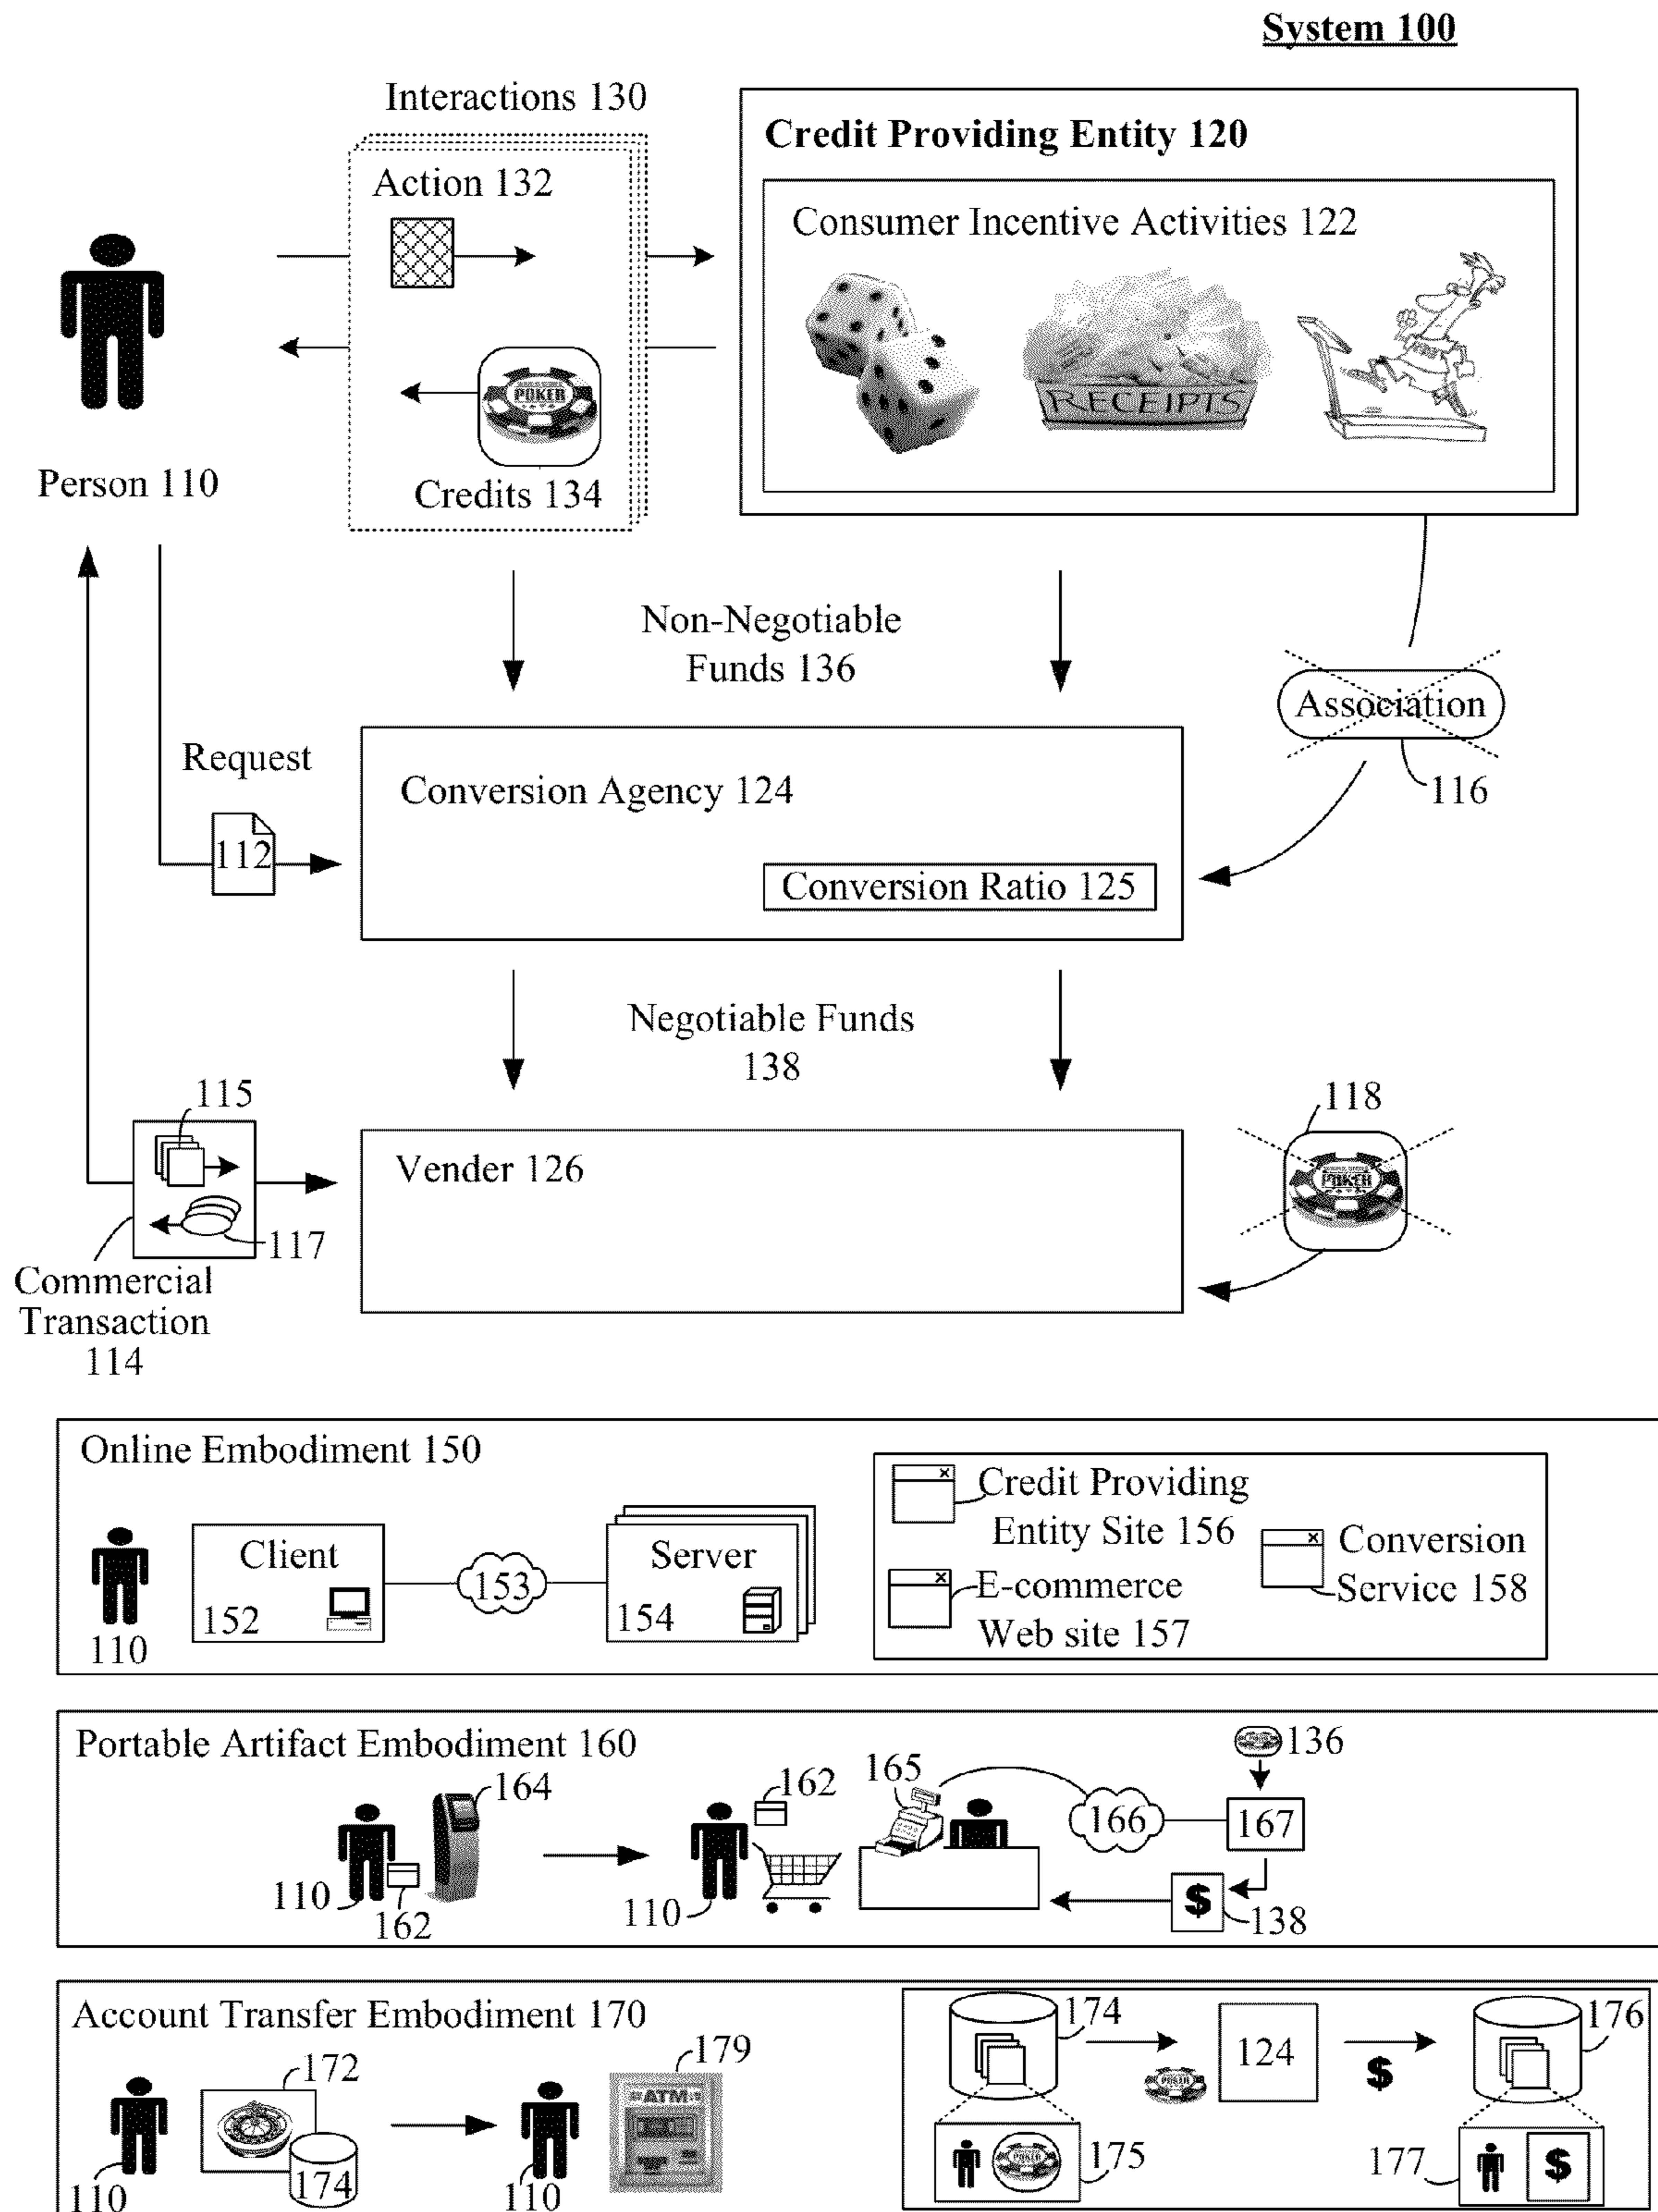 System 100
Interactions 130
Action 132
POKER
Credits 134
Person 110
Credit Providing Entity 120
Consumer Incentive Activities 122
RECEIPTS
Non-Negotiable
Funds 136
Association
116
Request
112
Conversion Agency 124
Conversion Ratio 125
Negotiable Funds
138
115
117
Commercial
Transaction
114
Vender 126
118
POKER
Online Embodiment 150
110
Client
152
153
Server
154
Credit Providing
Entity Site 156
E-commerce
Web site 157
Conversion
Service 158
Portable Artifact Embodiment 160
110
162
164
110
162
165
166
136
167
$
138
Account Transfer Embodiment 170
110
172
174
110
179
ATM
174
175
POKER
124
$
176
177
$